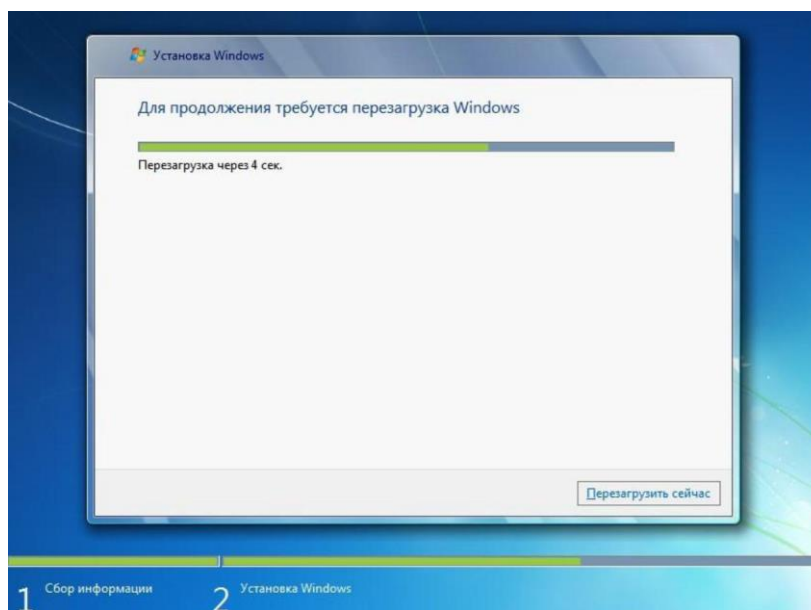 Установка Windows
Для продолжения требуется перезагрузка Windows
Перезагрузка через 4 сек.
Перезагрузить сейчас
1 Сбор информации
2 Установка Windows